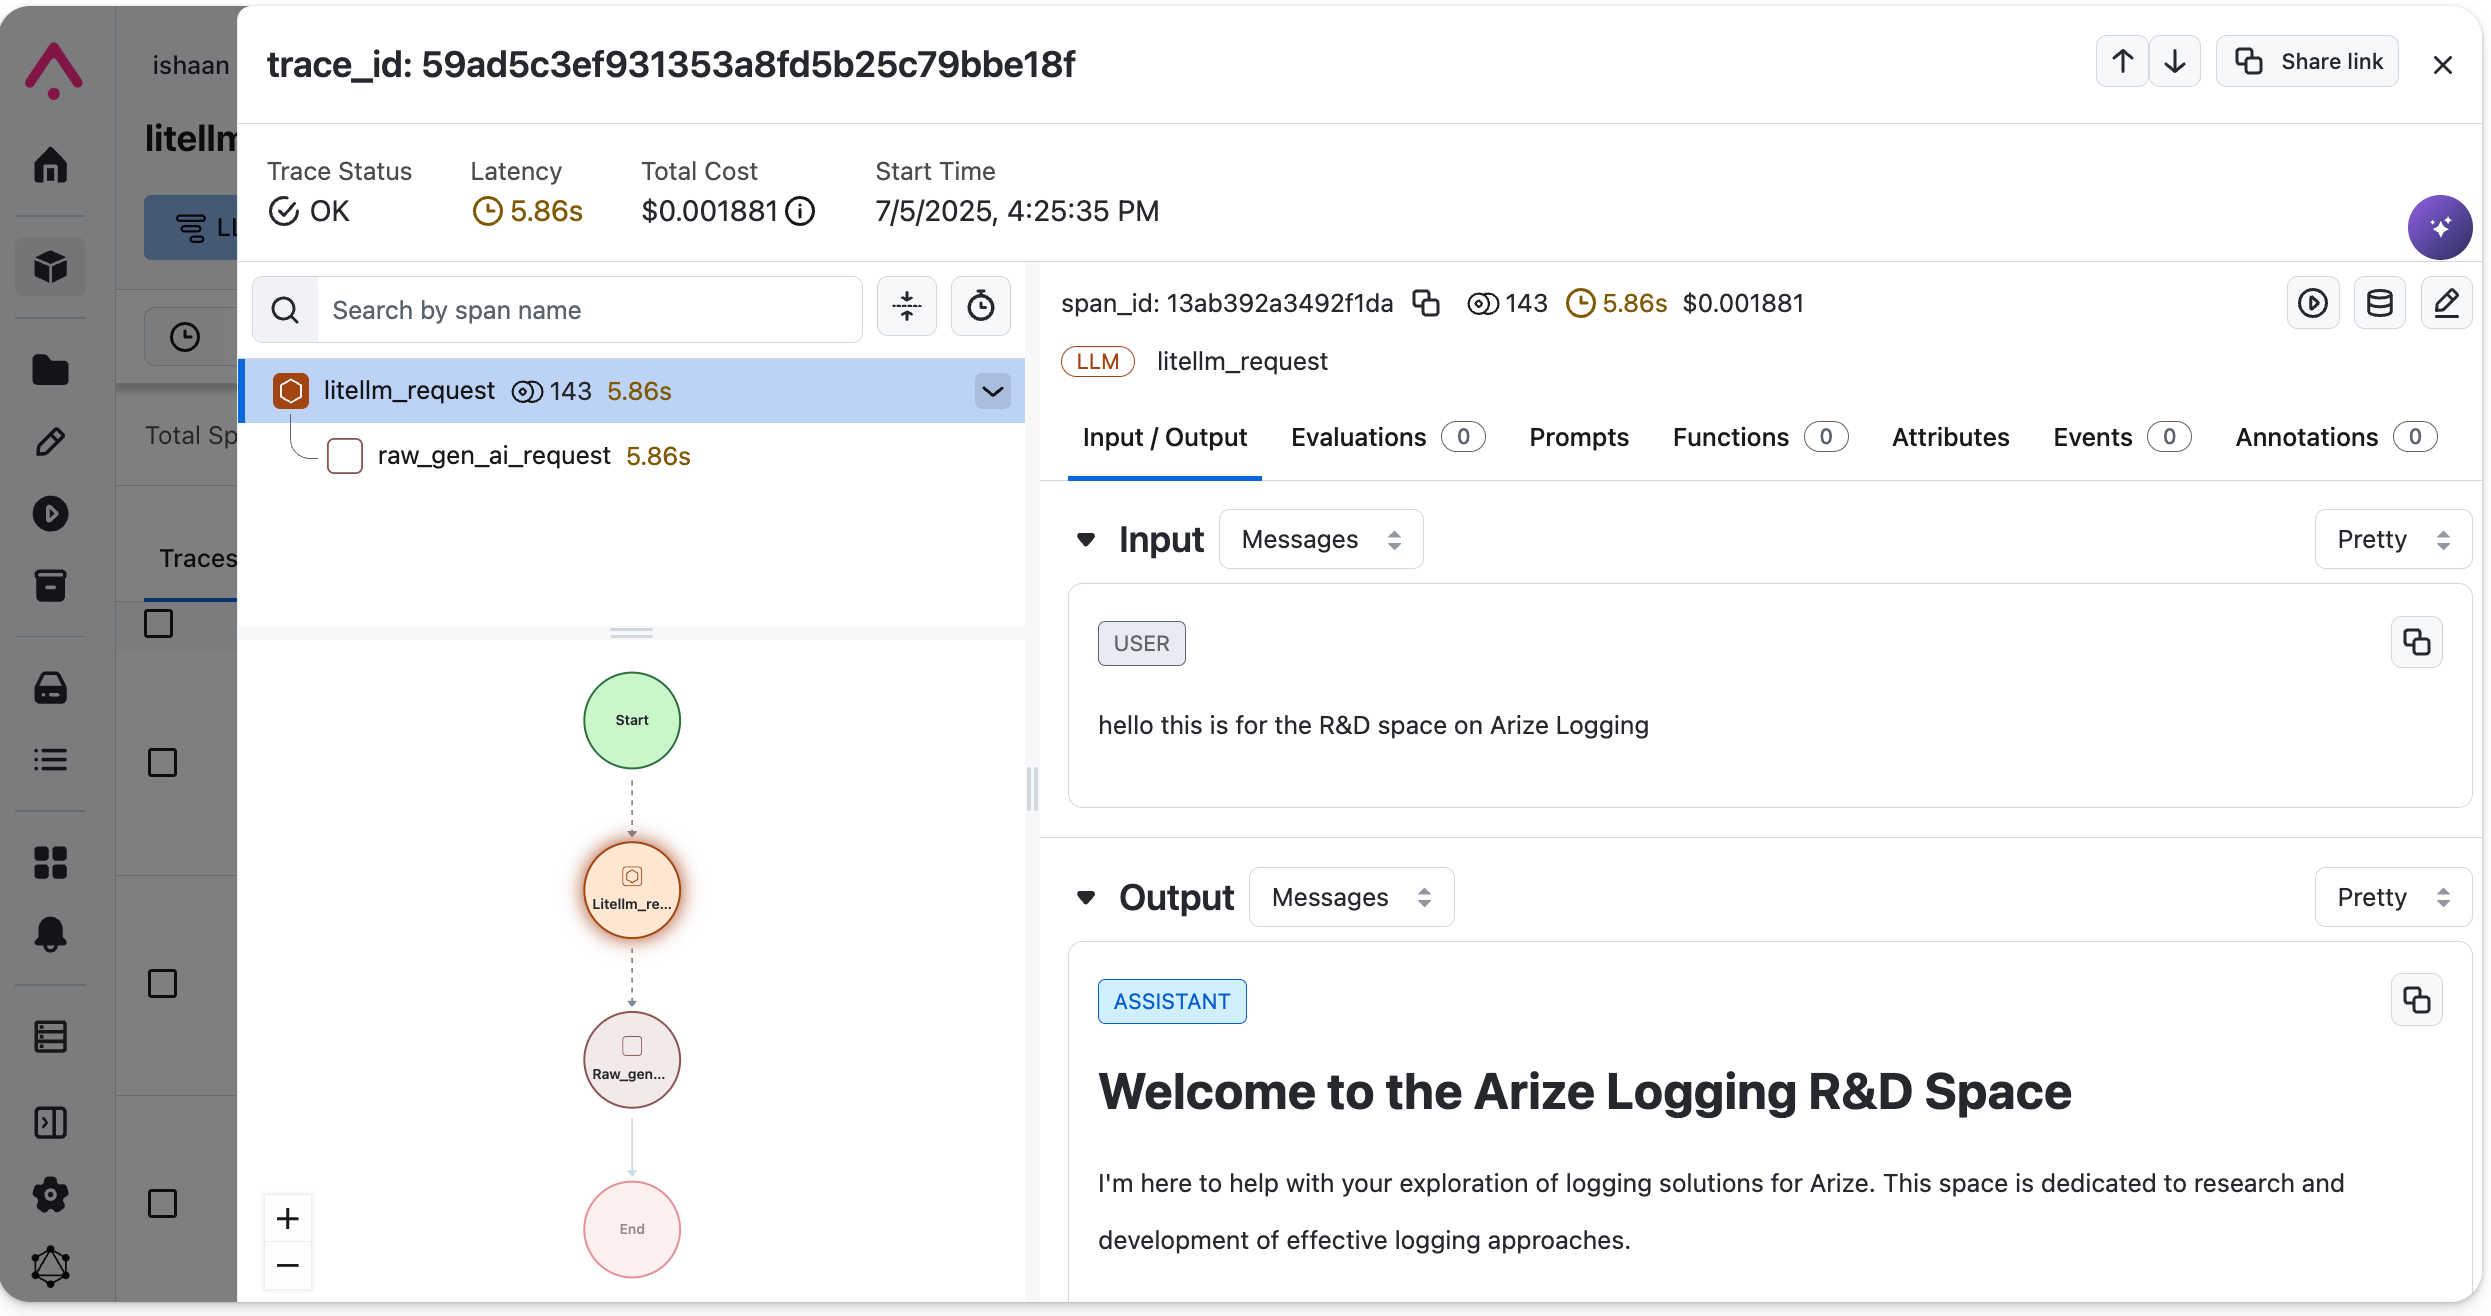 ishaan
litellm
LL
Total Sp
Traces
trace_id: 59ad5c3ef931353a8fd5b25c79bbe18f
Share link
Trace Status
OK
Latency
5.86s
Total Cost
$0.001881
Start Time
7/5/2025, 4:25:35 PM
Search by span name
litellm_request 143 5.86s
raw_gen_ai_request 5.86s
Start
Litellm_re...
Raw_gen...
End
span_id: 13ab392a3492f1da 143 5.86s $0.001881
LLM litellm_request
Input / Output Evaluations 0 Prompts Functions 0 Attributes Events 0 Annotations 0
Input Messages Pretty
USER
hello this is for the R&D space on Arize Logging
Output Messages Pretty
ASSISTANT
Welcome to the Arize Logging R&D Space
I'm here to help with your exploration of logging solutions for Arize. This space is dedicated to research and
development of effective logging approaches.